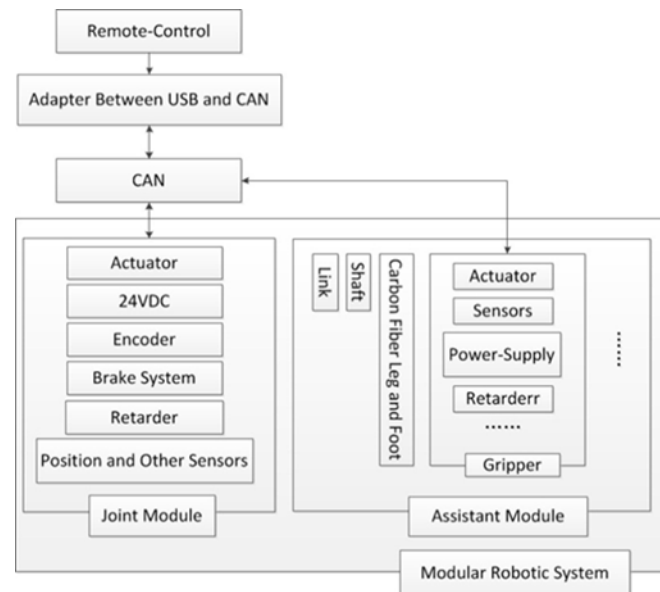 Remote-Control
Adapter Between USB and CAN
CAN
Actuator
24VDC
Encoder
Brake System
Retarder
Position and Other Sensors
Joint Module
Link
Shaft
Carbon Fiber Leg and Foot
Actuator
Sensors
Power-Supply
Retarderr
......
Gripper
......
Assistant Module
Modular Robotic System